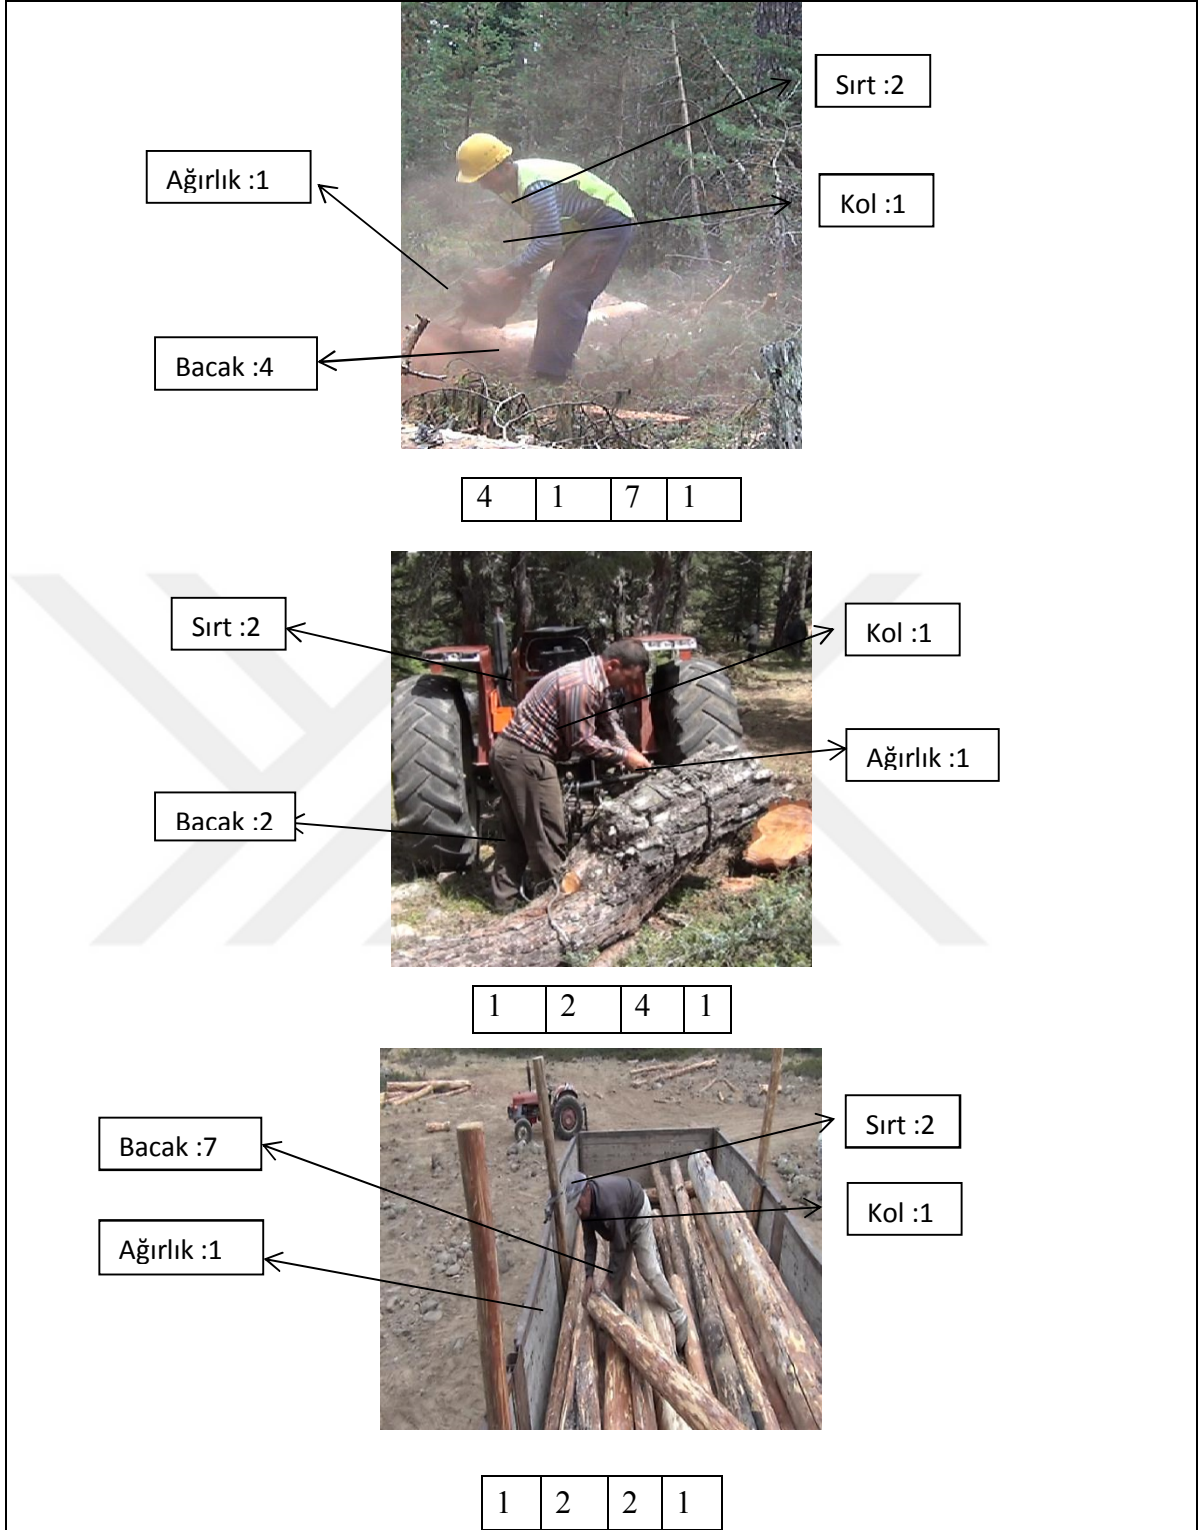 Sırt :2
Ağırlık :1
Kol :1
Bacak :4
4 1 7 1
Sırt :2
Kol :1
Ağırlık :1
Bacak :2
1 2 4 1
Bacak :7
Sırt :2
Kol :1
Ağırlık :1
1 2 2 1